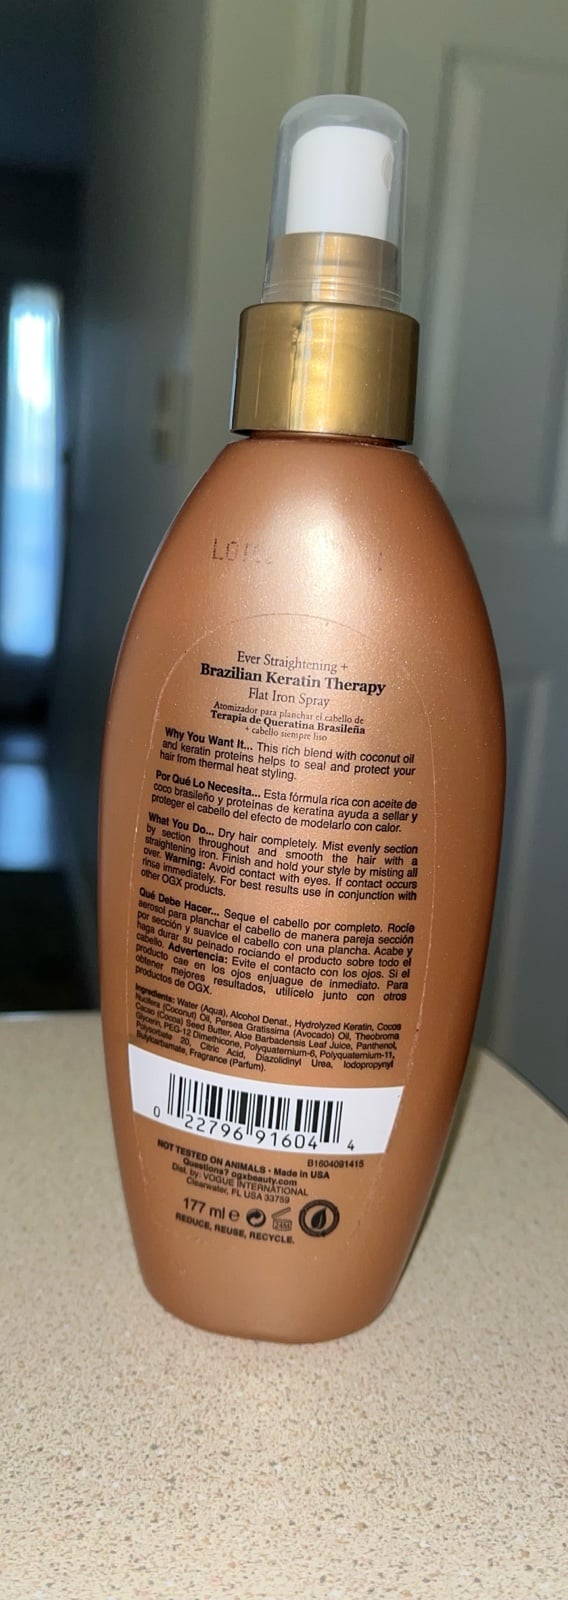 Ever Straightening +
Brazilian Keratin Therapy
Flat Iron Spray
Atomizador para planchar el cabello de
Terapia de Queratina Brasileña
+ cabello siempre liso
Why You Want It... This rich blend with coconut oil
and keratin proteins helps to seal and protect your
hair from thermal heat styling.
Por Qué Lo Necesita... Esta fórmula rica con aceite de
coco brasileño y proteínas de keratina ayuda a sellar y
proteger el cabello del efecto de modelarlo con calor.
What You Do... Dry hair completely. Mist evenly section
by section throughout and smooth the hair with a
straightening iron. Finish and hold your style by misting all
over. Warning: Avoid contact with eyes. If contact occurs
rinse immediately. For best results use in conjunction with
other OGX products.
Qué Debe Hacer... Seque el cabello por completo. Rocíe
aerosol para planchar el cabello de manera pareja sección
por sección y suavice el cabello con una plancha. Acabe y
haga durar su peinado rociando el producto sobre todo el
cabello. Advertencia: Evite el contacto con los ojos. Si el
producto cae en los ojos enjuague de inmediato. Para
obtener mejores resultados, utilícelo junto con otros
productos de OGX.
Ingredients: Water (Aqua), Alcohol Denat., Hydrolyzed Keratin, Cocos
Nucifera (Coconut) Oil, Persea Gratissima (Avocado) Oil, Theobroma
Cacao (Cocoa) Seed Butter, Aloe Barbadensis Leaf Juice, Panthenol,
Glycerin, PEG-12 Dimethicone, Polyquaternium-6, Polyquaternium-11,
Polysorbate 20, Citric Acid, Diazolidinyl Urea, Iodopropynyl
Butylcarbamate, Fragrance (Parfum).
0 22796 91604 4
B1604091415
NOT TESTED ON ANIMALS • Made in USA
Questions? ogxbeauty.com
Dist. by: VOGUE INTERNATIONAL
Clearwater, FL USA 33759
177 ml e 24M
REDUCE, REUSE, RECYCLE.